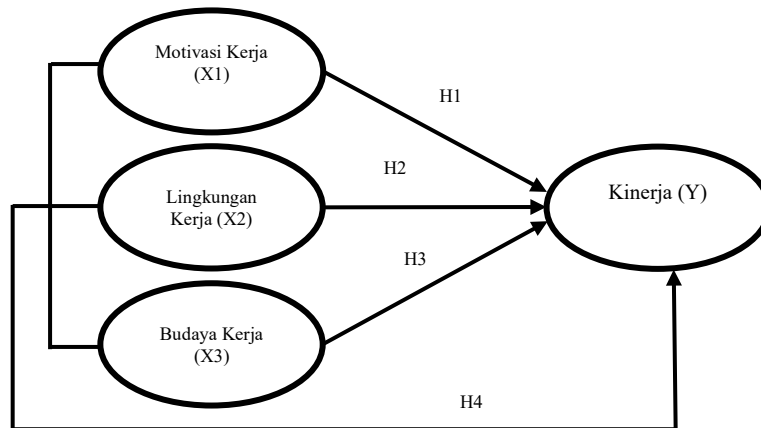 Motivasi Kerja
(X1)
H1
H2
Lingkungan
Kerja (X2)
Kinerja (Y)
H3
Budaya Kerja
(X3)
H4